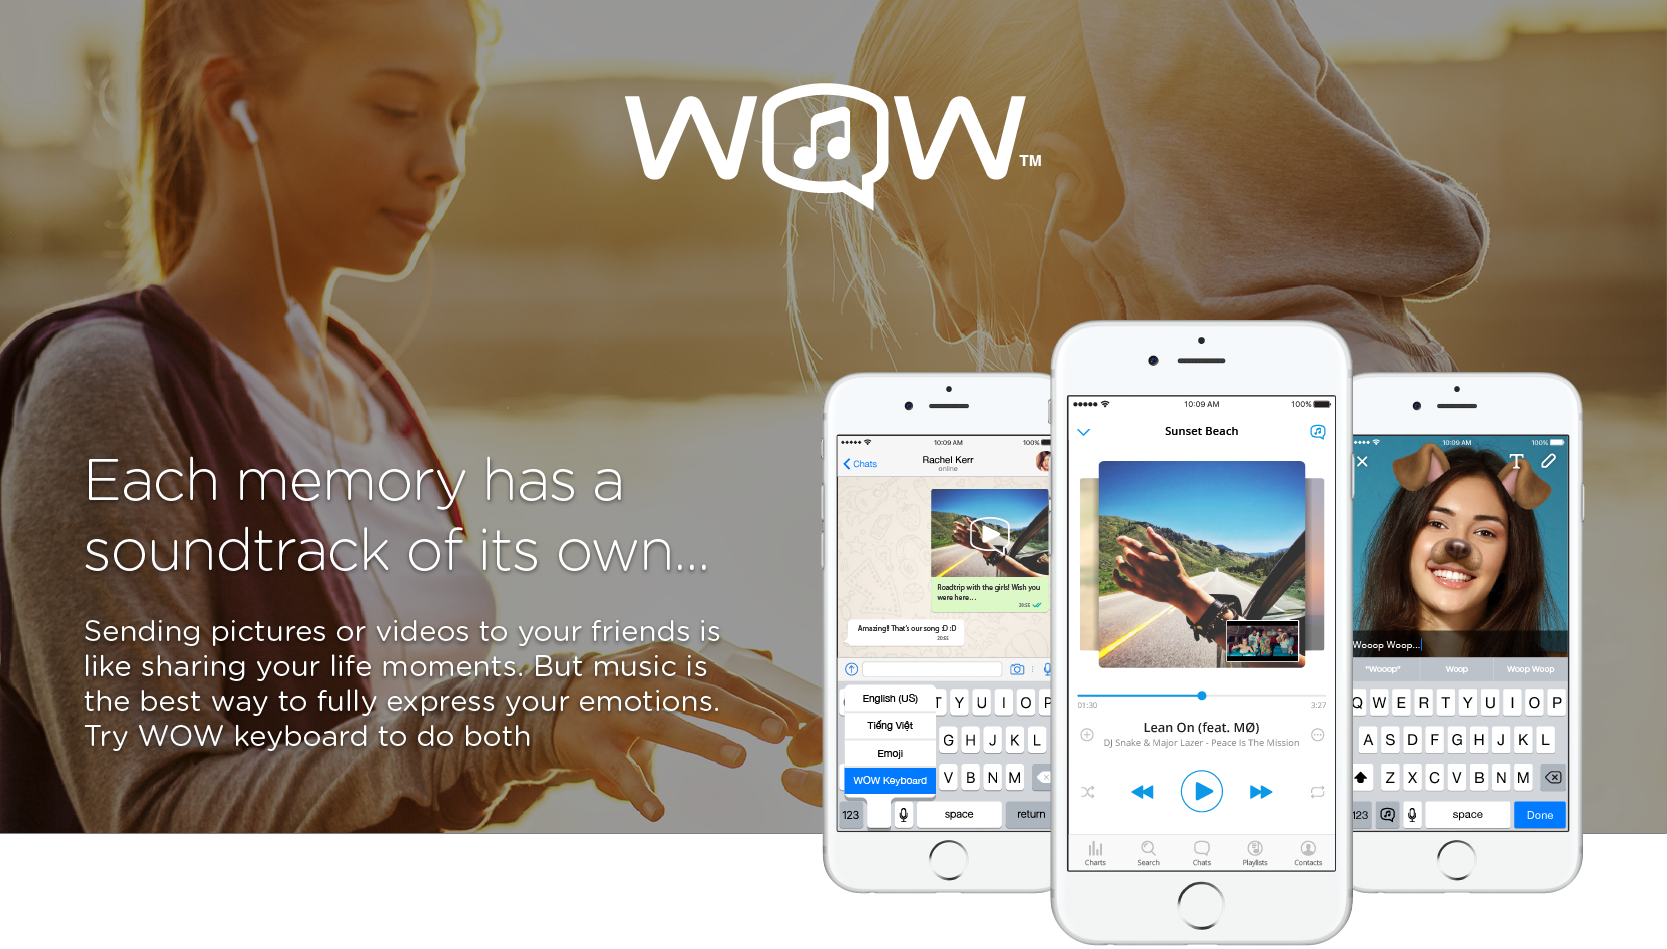 WOW™
Each memory has a
soundtrack of its own...
Sending pictures or videos to your friends is
like sharing your life moments. But music is
the best way to fully express your emotions.
Try WOW keyboard to do both
10:09 AM
100%
Chats
Rachel Kerr
online
Roadtrip with the girls! Wish you
were here...
20:55
Amazing!! That's our song :D :D
20:55
English (US)
Tiếng Việt
Emoji
WOW Keyboard
T Y U I O P
G H J K L
V B N M
123
space
return
10:09 AM
100%
Sunset Beach
01:30
3:27
Lean On (feat. MØ)
DJ Snake & Major Lazer - Peace Is The Mission
Charts
Search
Chats
Playlists
Contacts
10:09 AM
100%
T
Wooop Woop...
"Wooop"
Woop
Woop Woop
Q W E R T Y U I O P
A S D F G H J K L
Z X C V B N M
123
space
Done